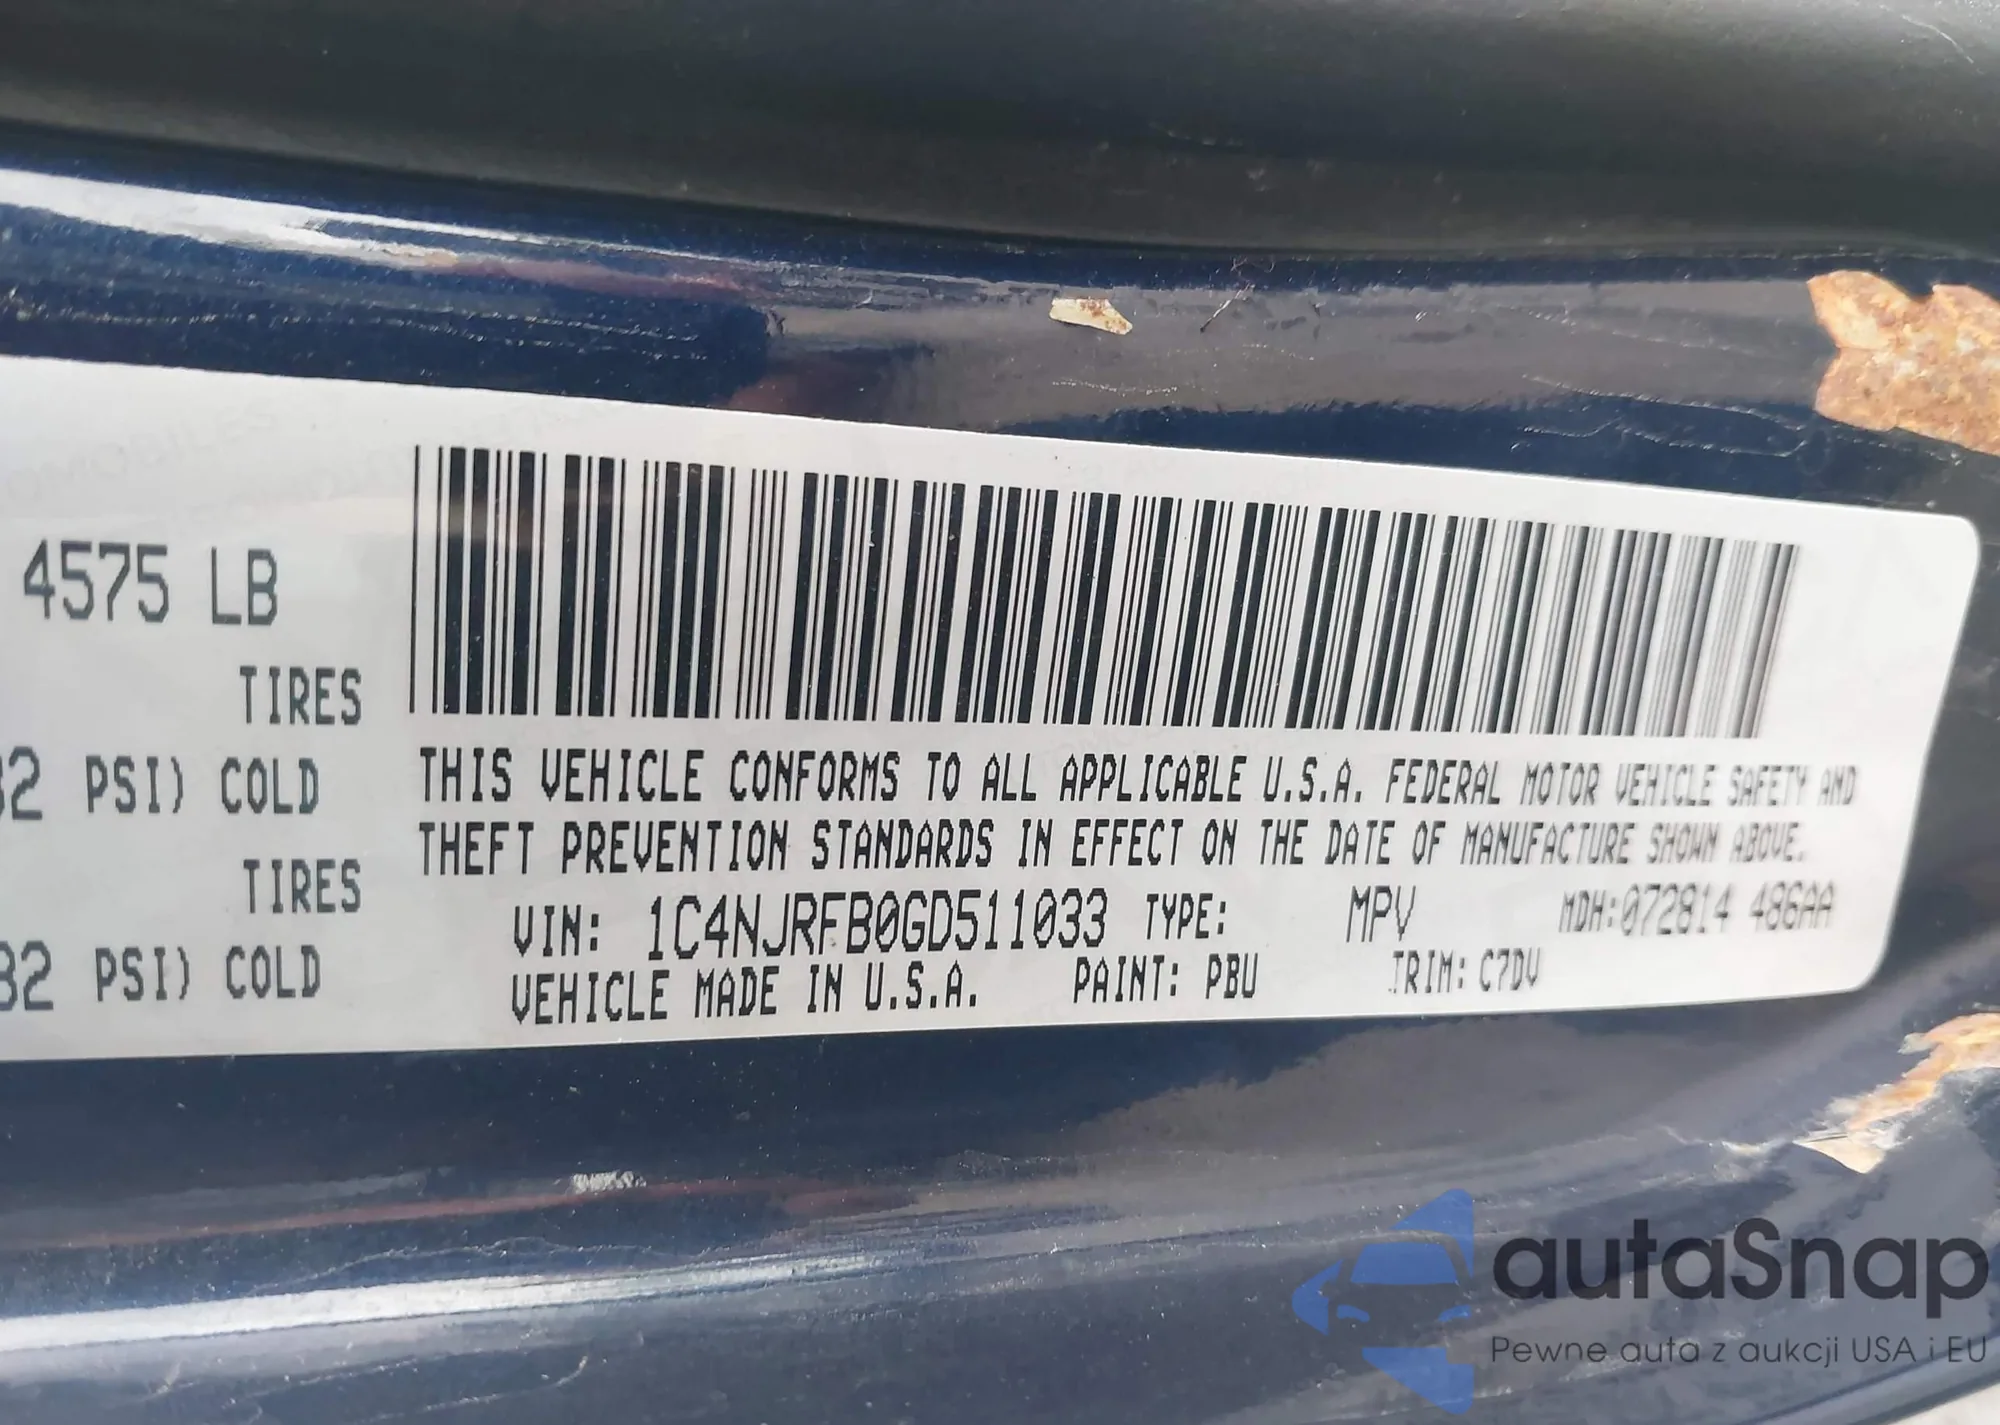 4575 LB
TIRES
32 PSI) COLD
TIRES
32 PSI) COLD
THIS VEHICLE CONFORMS TO ALL APPLICABLE U.S.A. FEDERAL MOTOR VEHICLE SAFETY AND
THEFT PREVENTION STANDARDS IN EFFECT ON THE DATE OF MANUFACTURE SHOWN ABOVE.
VIN: 1C4NJRFB0GD511033 TYPE: MPV MDH:072814 486AA
VEHICLE MADE IN U.S.A. PAINT: PBU TRIM: C7DV
autaSnap
Pewne auta z aukcji USA i EU